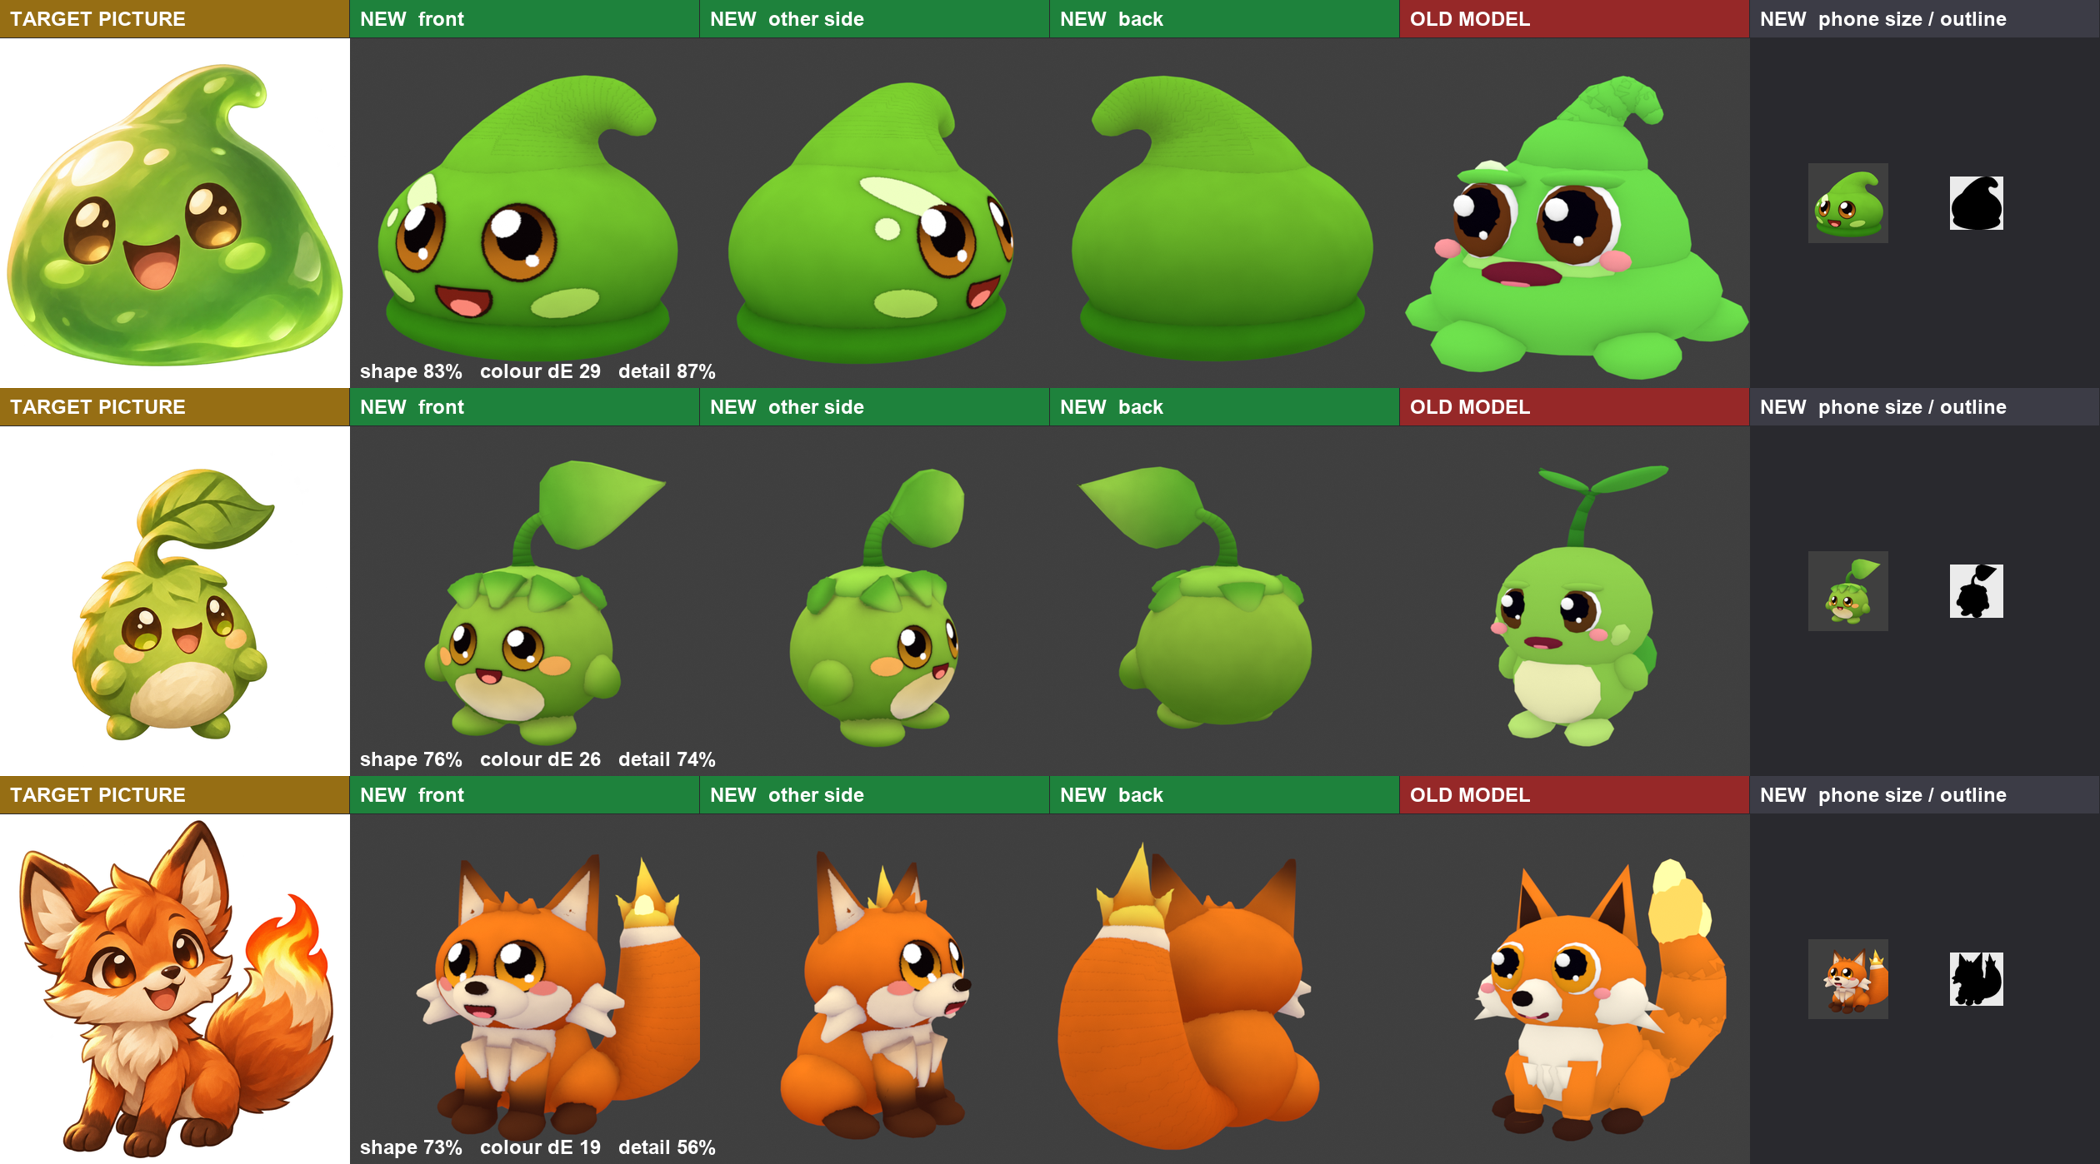 TARGET PICTURE NEW front NEW other side NEW back OLD MODEL NEW phone size / outline
shape 83% colour dE 29 detail 87%
TARGET PICTURE NEW front NEW other side NEW back OLD MODEL NEW phone size / outline
shape 76% colour dE 26 detail 74%
TARGET PICTURE NEW front NEW other side NEW back OLD MODEL NEW phone size / outline
shape 73% colour dE 19 detail 56%